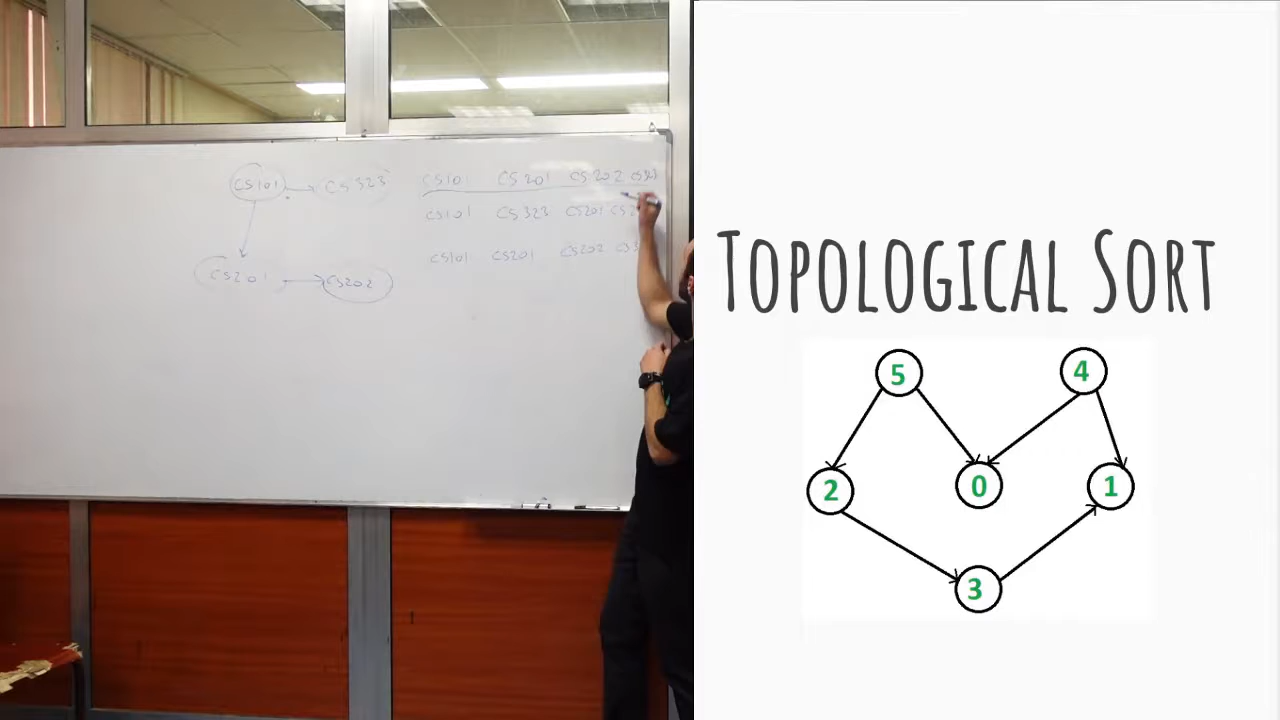 CS101 CS323
CS201 CS202
CS101 CS201 CS202
CS101 CS323 CS201
CS101 CS201 CS202
TOPOLOGICAL SORT
5 4
2 0 1
3